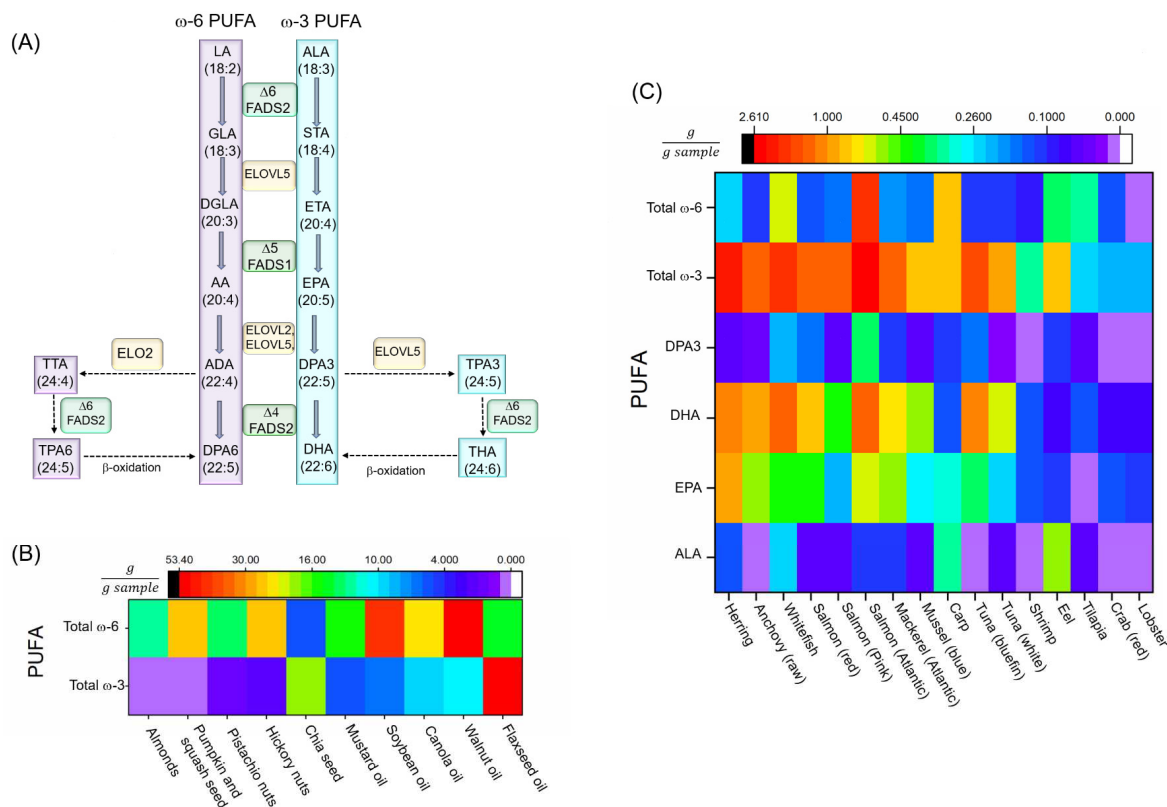 (A)
ω-6 PUFA
ω-3 PUFA
LA
(18:2)
ALA
(18:3)
Δ6
FADS2
GLA
(18:3)
STA
(18:4)
ELOVL5
DGLA
(20:3)
ETA
(20:4)
Δ5
FADS1
AA
(20:4)
EPA
(20:5)
ELOVL2,
ELOVL5,
ELO2
ELOVL5
TTA
(24:4)
ADA
(22:4)
DPA3
(22:5)
TPA3
(24:5)
Δ6
FADS2
Δ4
FADS2
Δ6
FADS2
TPA6
(24:5)
β-oxidation
DPA6
(22:5)
DHA
(22:6)
β-oxidation
THA
(24:6)
(B)
53.40 30.00 16.00 10.00 4.000 0.000
g
g sample
PUFA
Total ω-6
Total ω-3
Almonds
Pumpkin and
squash seed
Pistachio nuts
Hickory nuts
Chia seed
Mustard oil
Soybean oil
Canola oil
Walnut oil
Flaxseed oil
(C)
2.610 1.000 0.4500 0.2600 0.1000 0.000
g
g sample
PUFA
Total ω-6
Total ω-3
DPA3
DHA
EPA
ALA
Herring
Anchovy (raw)
Whitefish
Salmon (red)
Salmon (Pink)
Salmon (Atlantic)
Mackerel (Atlantic)
Mussel (blue)
Carp
Tuna (bluefin)
Tuna (white)
Shrimp
Eel
Tilapia
Crab (red)
Lobster